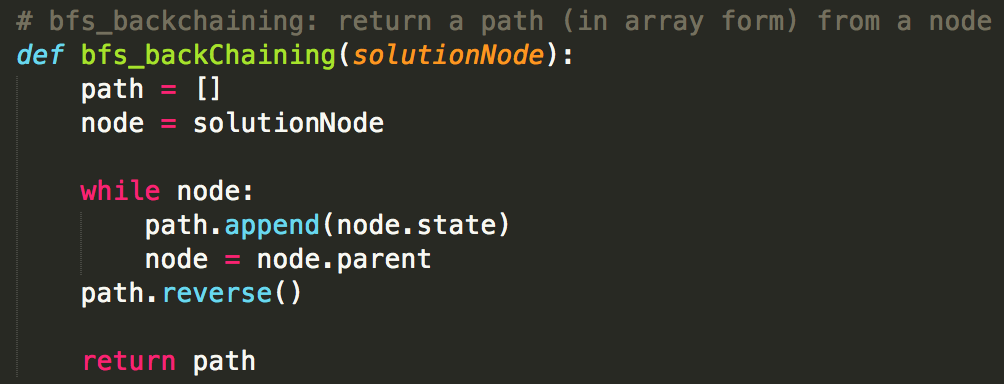 # bfs_backchaining: return a path (in array form) from a node
def bfs_backChaining(solutionNode):
    path = []
    node = solutionNode

    while node:
        path.append(node.state)
        node = node.parent
    path.reverse()

    return path